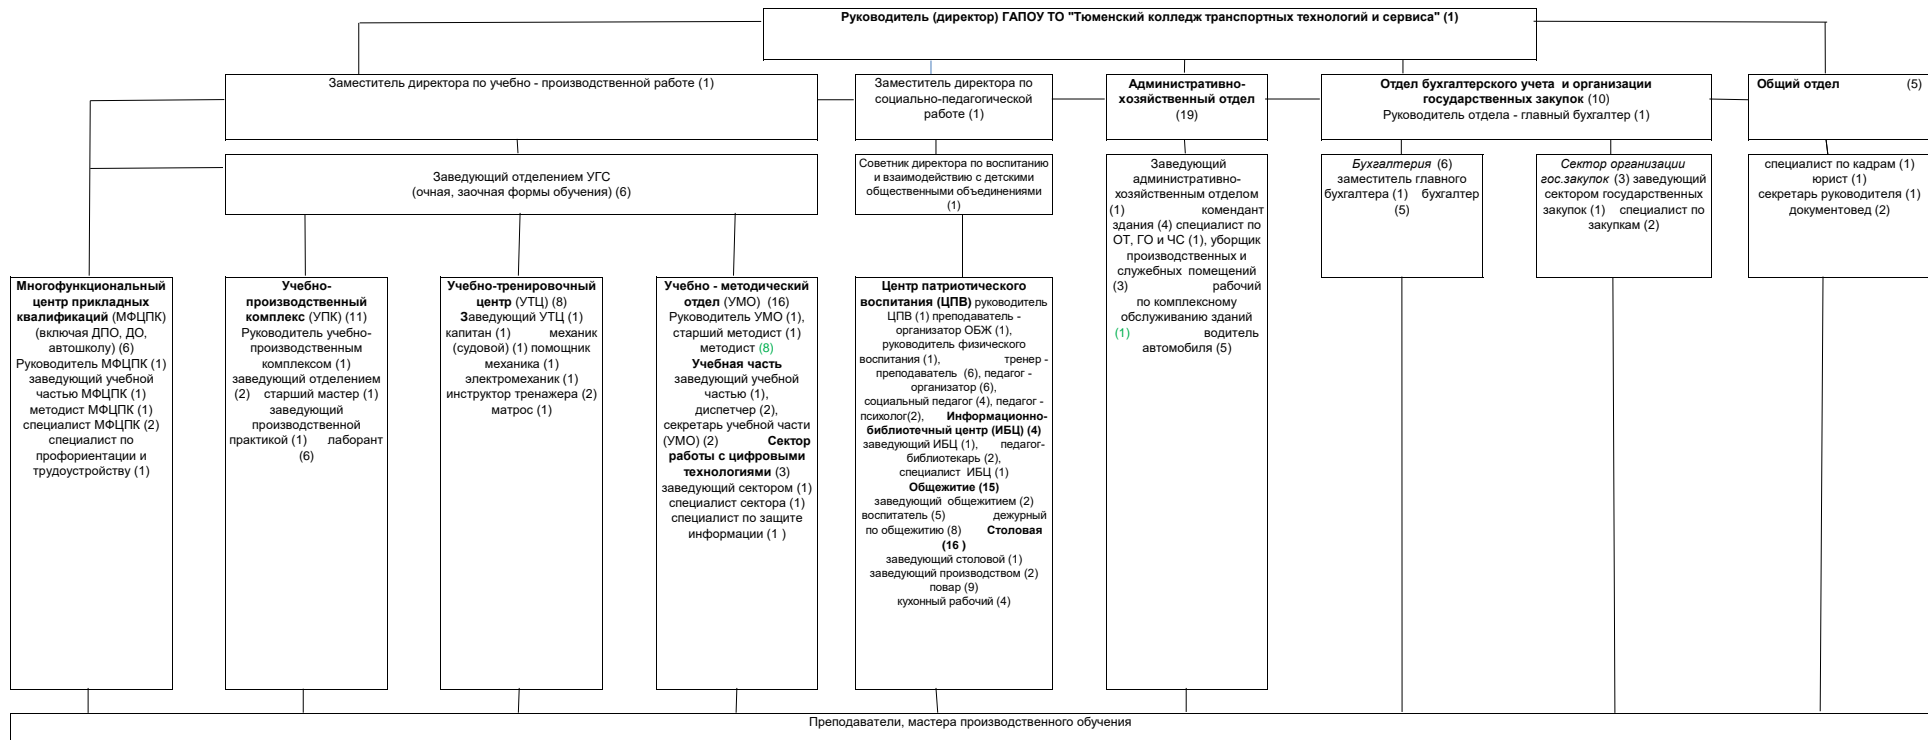 Руководитель (директор) ГАПОУ ТО "Тюменский колледж транспортных технологий и сервиса" (1)
Заместитель директора по учебно - производственной работе (1)
Заместитель директора по
социально-педагогической
работе (1)
Административно-
хозяйственный отдел
(19)
Отдел бухгалтерского учета и организации
государственных закупок (10)
Руководитель отдела - главный бухгалтер (1)
Общий отдел (5)
Заведующий отделением УГС
(очная, заочная формы обучения) (6)
Советник директора по воспитанию
и взаимодействию с детскими
общественными объединениями
(1)
Заведующий
административно-
хозяйственным отделом
(1) комендант
здания (4) специалист по
ОТ, ГО и ЧС (1), уборщик
производственных и
служебных помещений
(3) рабочий
по комплексному
обслуживанию зданий
(1) водитель
автомобиля (5)
Бухгалтерия (6)
заместитель главного
бухгалтера (1) бухгалтер
(5)
Сектор организации
гос.закупок (3) заведующий
сектором государственных
закупок (1) специалист по
закупкам (2)
специалист по кадрам (1)
юрист (1)
секретарь руководителя (1)
документовед (2)
Многофункциональный
центр прикладных
квалификаций (МФЦПК)
(включая ДПО, ДО,
автошколу) (6)
Руководитель МФЦПК (1)
заведующий учебной
частью МФЦПК (1)
методист МФЦПК (1)
специалист МФЦПК (2)
специалист по
профориентации и
трудоустройству (1)
Учебно-
производственный
комплекс (УПК) (11)
Руководитель учебно-
производственным
комплексом (1)
заведующий отделением
(2) старший мастер (1)
заведующий
производственной
практикой (1) лаборант
(6)
Учебно-тренировочный
центр (УТЦ) (8)
Заведующий УТЦ (1)
капитан (1) механик
(судовой) (1) помощник
механика (1)
электромеханик (1)
инструктор тренажера (2)
матрос (1)
Учебно - методический
отдел (УМО) (16)
Руководитель УМО (1),
старший методист (1)
методист (8)
Учебная часть
заведующий учебной
частью (1),
диспетчер (2),
секретарь учебной части
(УМО) (2) Сектор
работы с цифровыми
технологиями (3)
заведующий сектором (1)
специалист сектора (1)
специалист по защите
информации (1 )
Центр патриотического
воспитания (ЦПВ) руководитель
ЦПВ (1) преподаватель -
организатор ОБЖ (1),
руководитель физического
воспитания (1), тренер -
преподаватель (6), педагог -
организатор (6),
социальный педагог (4), педагог -
психолог(2), Информационно-
библиотечный центр (ИБЦ) (4)
заведующий ИБЦ (1), педагог-
библиотекарь (2),
специалист ИБЦ (1)
Общежитие (15)
заведующий общежитием (2)
воспитатель (5) дежурный
по общежитию (8) Столовая
(16 )
заведующий столовой (1)
заведующий производством (2)
повар (9)
кухонный рабочий (4)
Преподаватели, мастера производственного обучения